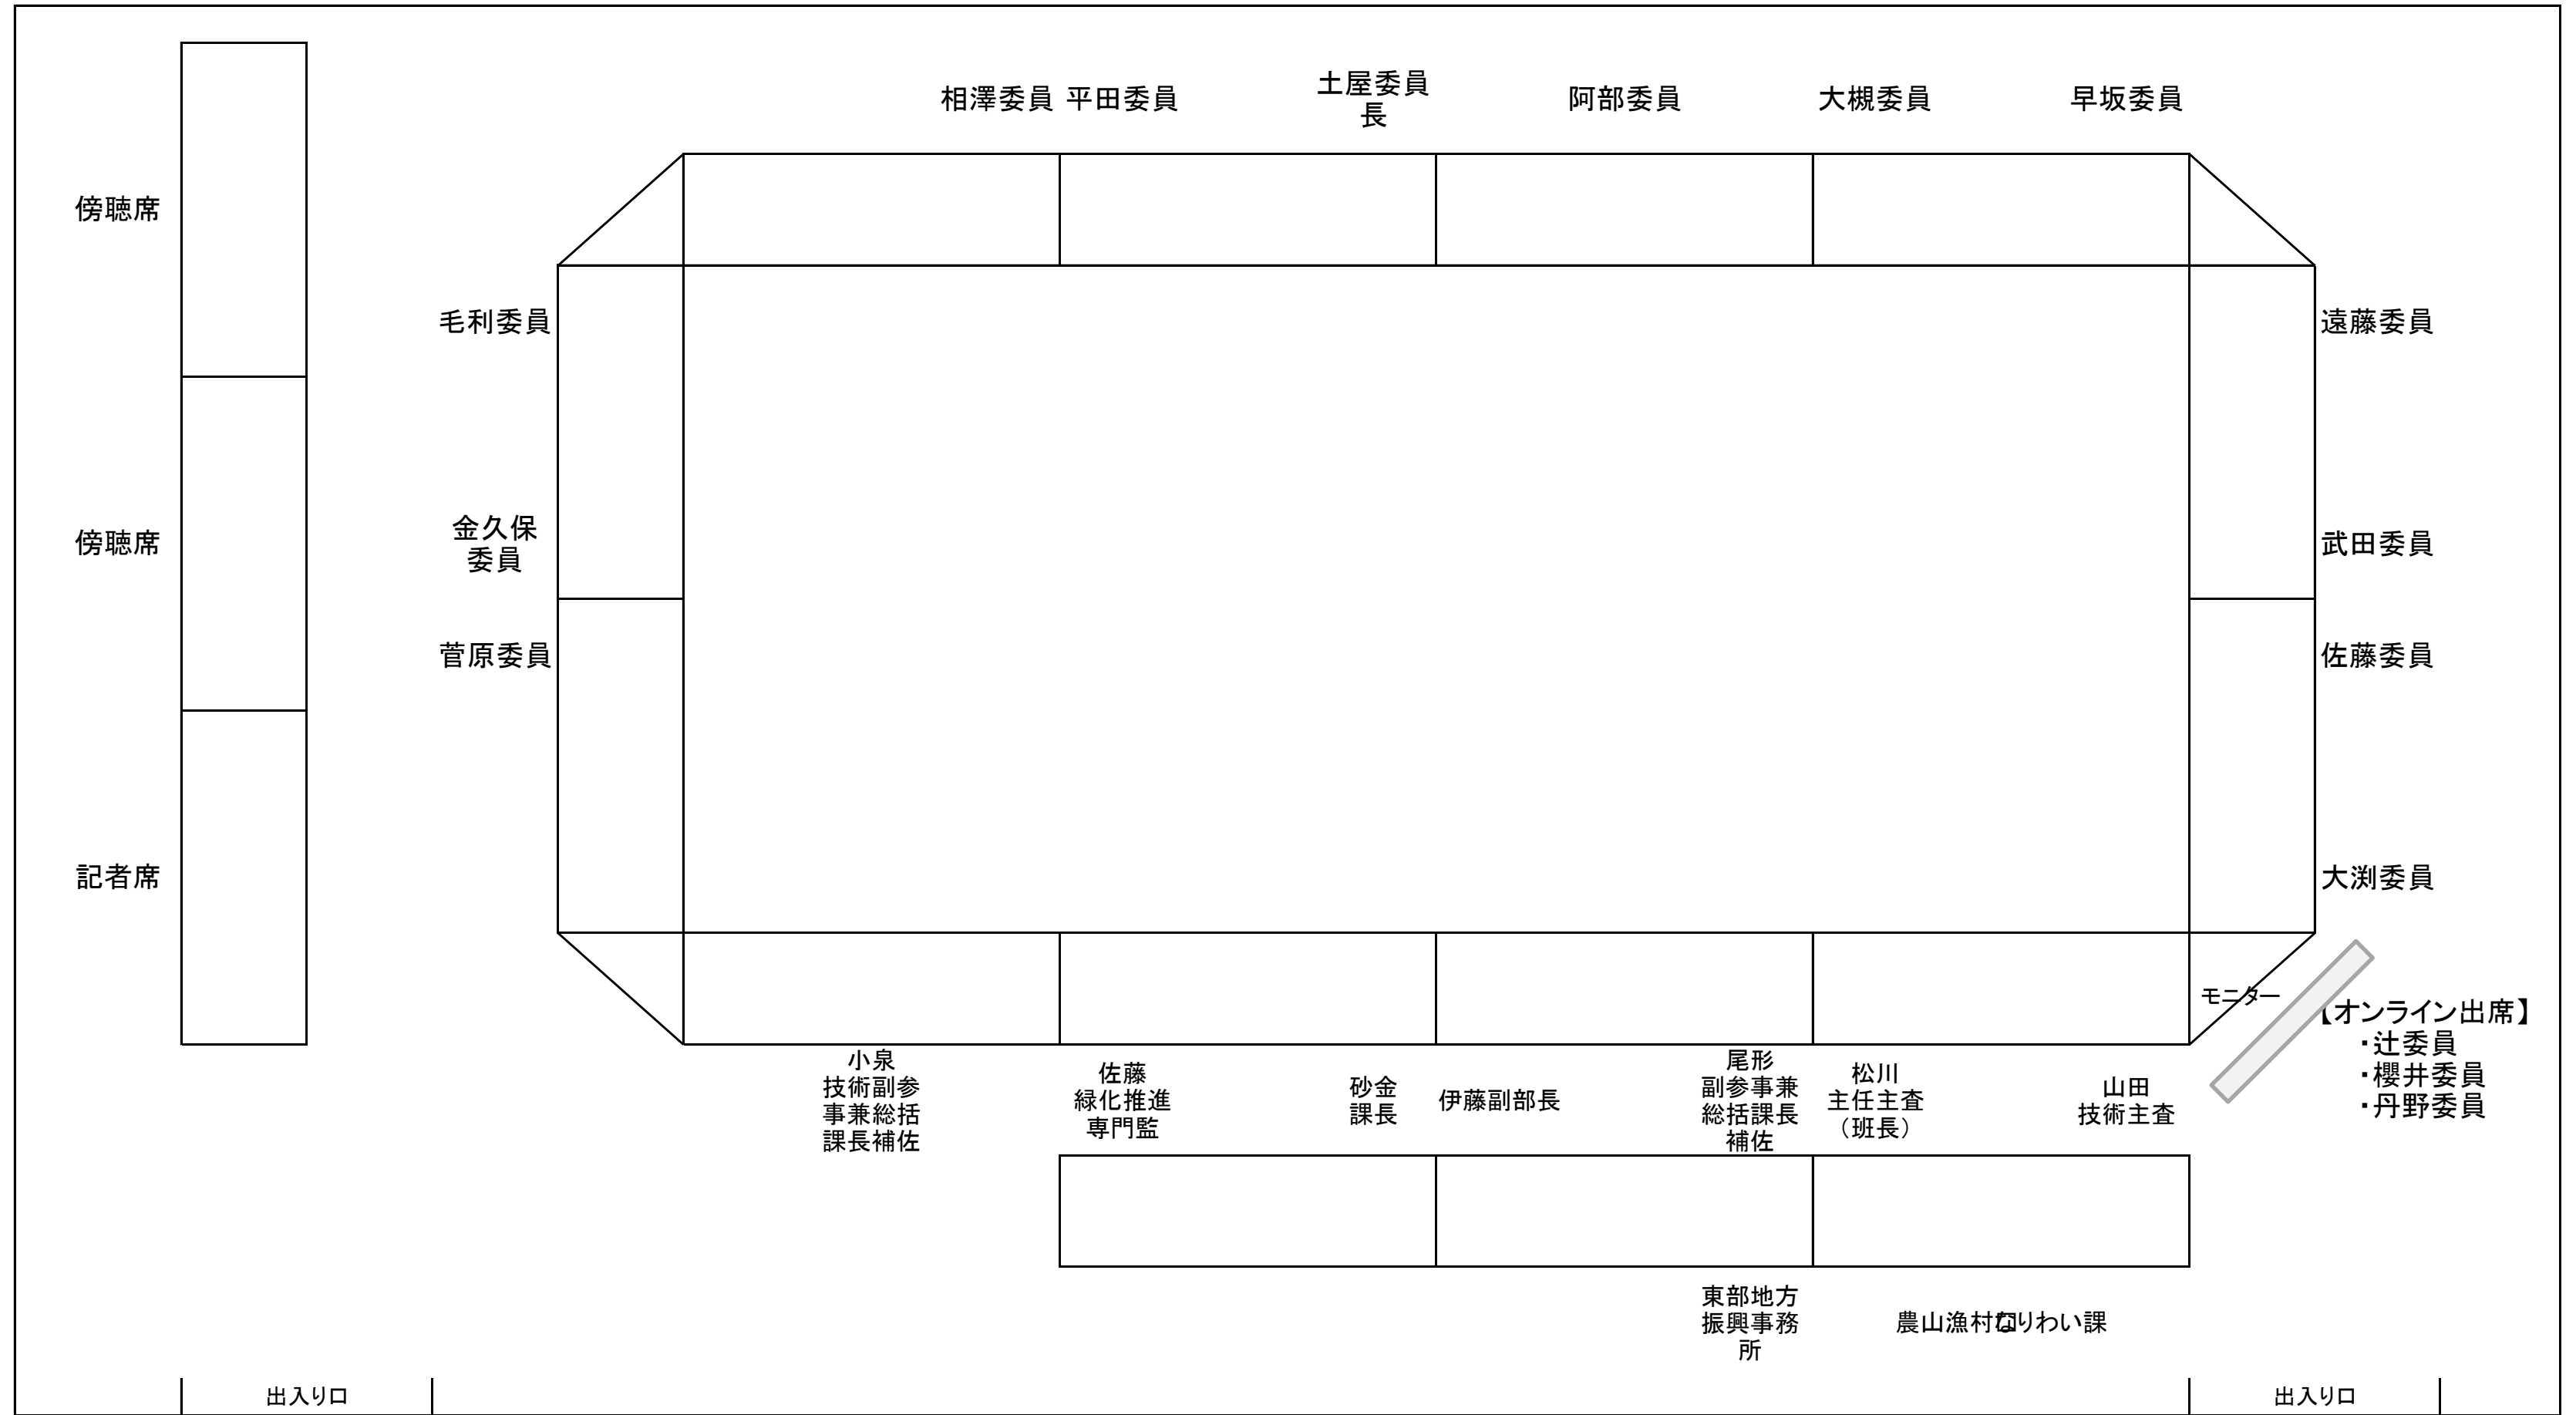 相澤委員
平田委員
土屋委員
長
阿部委員
大槻委員
早坂委員
傍聴席
毛利委員
遠藤委員
傍聴席
金久保
委員
武田委員
菅原委員
佐藤委員
記者席
大渕委員
モニター
【オンライン出席】
・辻委員
・櫻井委員
・丹野委員
小泉
技術副参
事兼総括
課長補佐
佐藤
緑化推進
専門監
砂金
課長
伊藤副部長
尾形
副参事兼
総括課長
補佐
松川
主任主査
（班長）
山田
技術主査
東部地方
振興事務
所
農山漁村なりわい課
出入り口
出入り口